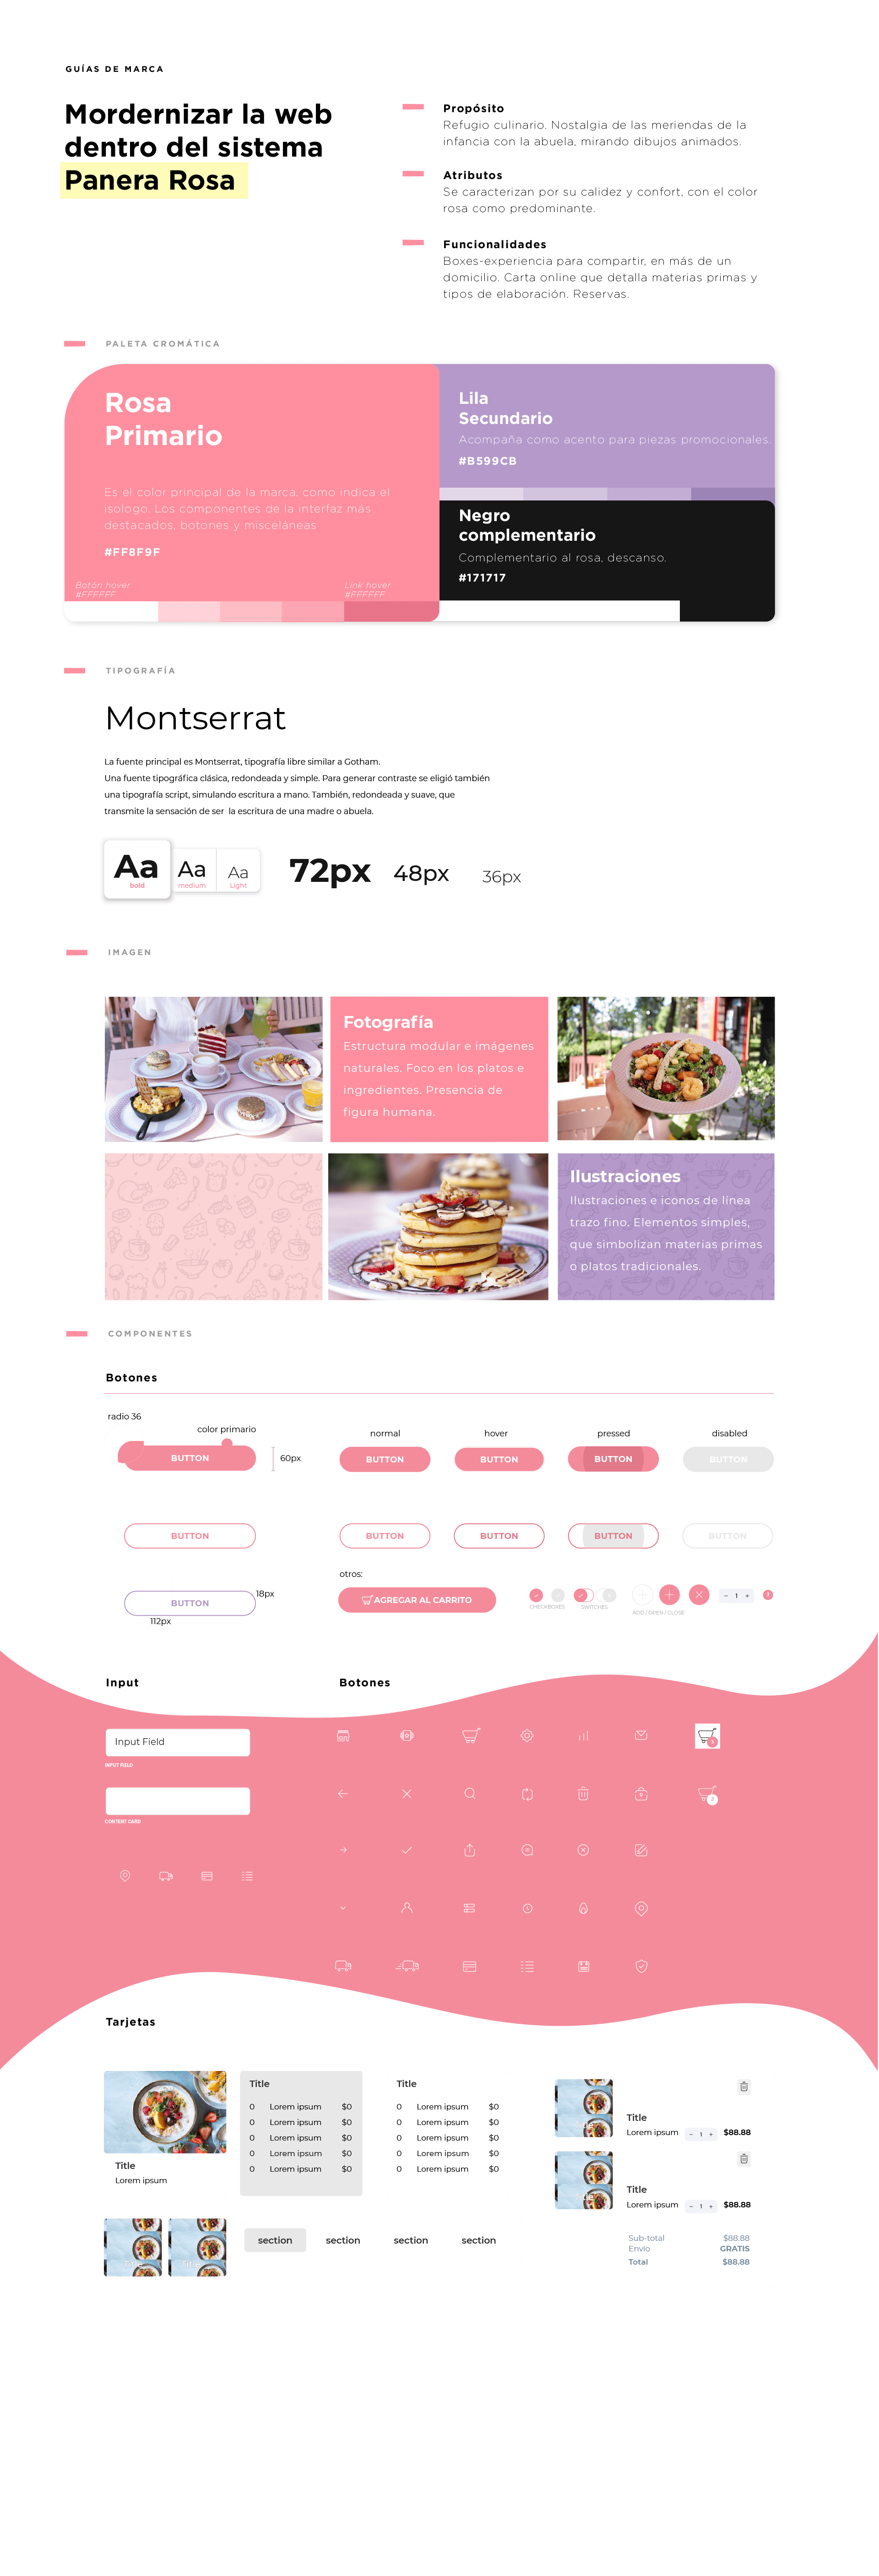 GUÍAS DE MARCA
Mordernizar la web
dentro del sistema
Panera Rosa
Propósito
Refugio culinario. Nostalgia de las meriendas de la
infancia con la abuela, mirando dibujos animados.
Atributos
Se caracterizan por su calidez y confort, con el color
rosa como predominante.
Funcionalidades
Boxes-experiencia para compartir, en más de un
domicilio. Carta online que detalla materias primas y
tipos de elaboración. Reservas.
PALETA CROMÁTICA
Rosa
Primario
Es el color principal de la marca, como indica el
isologo. Los componentes de la interfaz más
destacados, botones y misceláneas
#FF8F9F
Botón hover
#FFFFFF
Link hover
#FFFFFF
Lila
Secundario
Acompaña como acento para piezas promocionales.
#B599CB
Negro
complementario
Complementario al rosa, descanso.
#171717
TIPOGRAFÍA
Montserrat
La fuente principal es Montserrat, tipografía libre similar a Gotham.
Una fuente tipográfica clásica, redondeada y simple. Para generar contraste se eligió también
una tipografía script, simulando escritura a mano. También, redondeada y suave, que
transmite la sensación de ser la escritura de una madre o abuela.
Aa
bold
Aa
medium
Aa
Light
72px
48px
36px
IMAGEN
Fotografía
Estructura modular e imágenes
naturales. Foco en los platos e
ingredientes. Presencia de
figura humana.
Ilustraciones
Ilustraciones e iconos de línea
trazo fino. Elementos simples,
que simbolizan materias primas
o platos tradicionales.
COMPONENTES
Botones
radio 36
color primario
BUTTON
60px
normal
hover
pressed
disabled
BUTTON
BUTTON
BUTTON
BUTTON
BUTTON
BUTTON
BUTTON
BUTTON
BUTTON
BUTTON
18px
112px
otros:
AGREGAR AL CARRITO
CHECKBOXES
SWITCHES
ADD / OPEN / CLOSE
− 1 +
Input
Botones
Input Field
INPUT FIELD
CONTENT CARD
Tarjetas
Title
Lorem ipsum
Title
0 Lorem ipsum $0
0 Lorem ipsum $0
0 Lorem ipsum $0
0 Lorem ipsum $0
0 Lorem ipsum $0
Title
0 Lorem ipsum $0
0 Lorem ipsum $0
0 Lorem ipsum $0
0 Lorem ipsum $0
0 Lorem ipsum $0
Title
Title
Lorem ipsum − 1 + $88.88
Title
Title
Lorem ipsum − 1 + $88.88
Title
Title
section
section
section
section
Sub-total $88.88
Envío GRATIS
Total $88.88